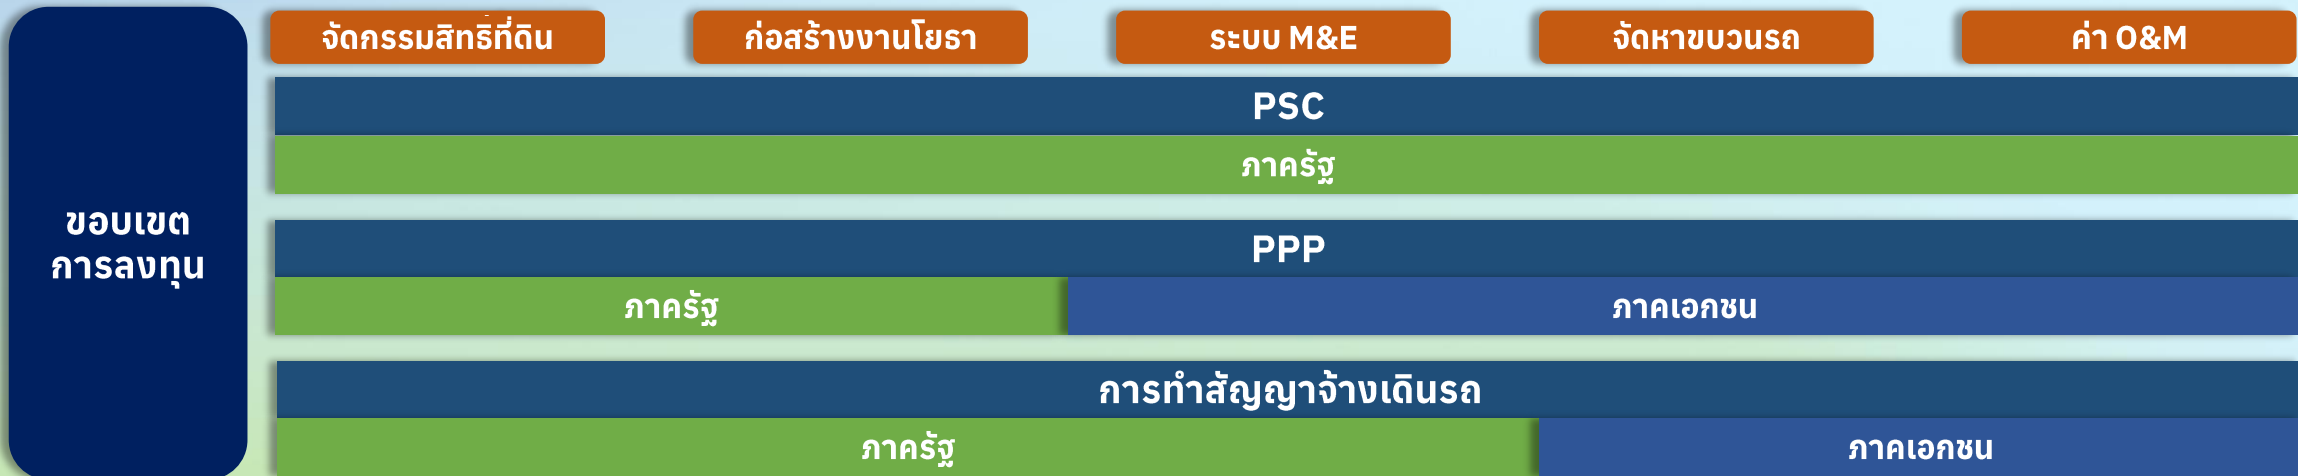 จัดกรรมสิทธิ์ที่ดิน
ก่อสร้างงานโยธา
ระบบ M&E
จัดหาขบวนรถ
ค่า O&M
ขอบเขต
การลงทุน
PSC
ภาครัฐ
PPP
ภาครัฐ
ภาคเอกชน
การทำสัญญาจ้างเดินรถ
ภาครัฐ
ภาคเอกชน